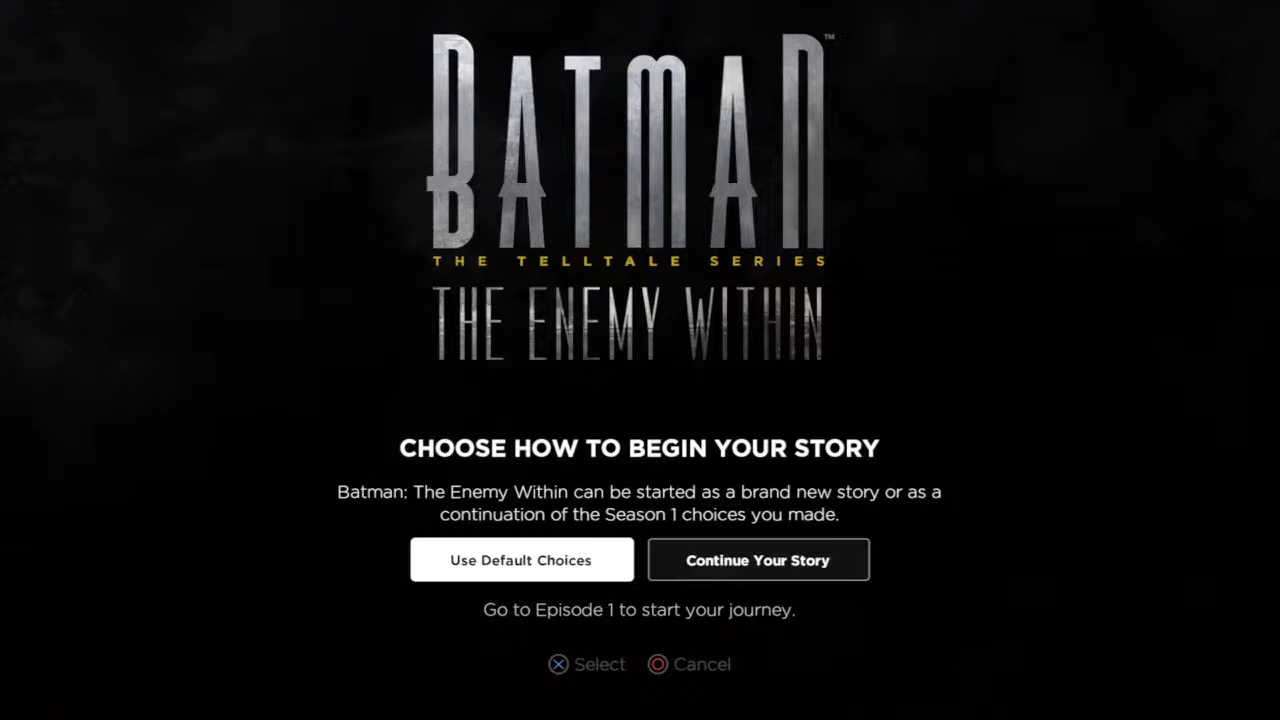 BATMAN™
THE TELLTALE SERIES
THE ENEMY WITHIN
CHOOSE HOW TO BEGIN YOUR STORY
Batman: The Enemy Within can be started as a brand new story or as a
continuation of the Season 1 choices you made.
Use Default Choices
Continue Your Story
Go to Episode 1 to start your journey.
Select Cancel